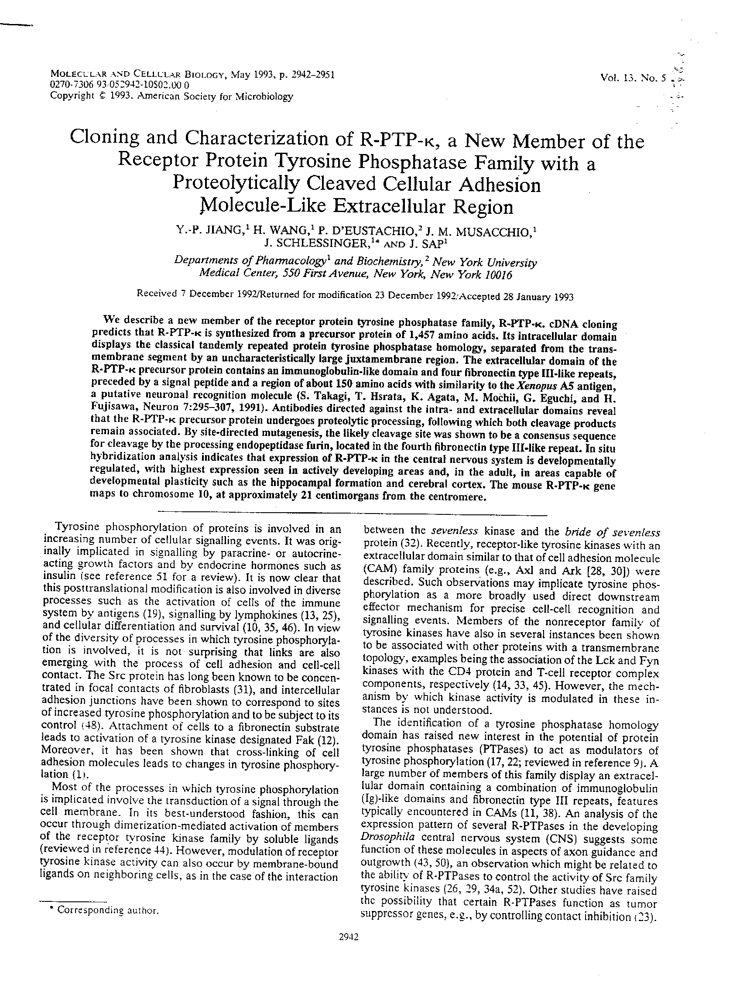 MOLECULAR AND CELLULAR BIOLOGY, May 1993, p. 2942-2951
0270-7306/93/052942-10$02.00/0
Copyright © 1993, American Society for Microbiology
Vol. 13, No. 5
Cloning and Characterization of R-PTP-κ, a New Member of the
Receptor Protein Tyrosine Phosphatase Family with a
Proteolytically Cleaved Cellular Adhesion
Molecule-Like Extracellular Region
Y.-P. JIANG,¹ H. WANG,¹ P. D'EUSTACHIO,² J. M. MUSACCHIO,¹
J. SCHLESSINGER,¹* AND J. SAP¹
Departments of Pharmacology¹ and Biochemistry,² New York University
Medical Center, 550 First Avenue, New York, New York 10016
Received 7 December 1992/Returned for modification 23 December 1992/Accepted 28 January 1993
We describe a new member of the receptor protein tyrosine phosphatase family, R-PTP-κ. cDNA cloning
predicts that R-PTP-κ is synthesized from a precursor protein of 1,457 amino acids. Its intracellular domain
displays the classical tandemly repeated protein tyrosine phosphatase homology, separated from the trans-
membrane segment by an uncharacteristically large juxtamembrane region. The extracellular domain of the
R-PTP-κ precursor protein contains an immunoglobulin-like domain and four fibronectin type III-like repeats,
preceded by a signal peptide and a region of about 150 amino acids with similarity to the Xenopus A5 antigen,
a putative neuronal recognition molecule (S. Takagi, T. Hsrata, K. Agata, M. Mochii, G. Eguchi, and H.
Fujisawa, Neuron 7:295–307, 1991). Antibodies directed against the intra- and extracellular domains reveal
that the R-PTP-κ precursor protein undergoes proteolytic processing, following which both cleavage products
remain associated. By site-directed mutagenesis, the likely cleavage site was shown to be a consensus sequence
for cleavage by the processing endopeptidase furin, located in the fourth fibronectin type III-like repeat. In situ
hybridization analysis indicates that expression of R-PTP-κ in the central nervous system is developmentally
regulated, with highest expression seen in actively developing areas and, in the adult, in areas capable of
developmental plasticity such as the hippocampal formation and cerebral cortex. The mouse R-PTP-κ gene
maps to chromosome 10, at approximately 21 centimorgans from the centromere.
Tyrosine phosphorylation of proteins is involved in an
increasing number of cellular signalling events. It was orig-
inally implicated in signalling by paracrine- or autocrine-
acting growth factors and by endocrine hormones such as
insulin (see reference 51 for a review). It is now clear that
this posttranslational modification is also involved in diverse
processes such as the activation of cells of the immune
system by antigens (19), signalling by lymphokines (13, 25),
and cellular differentiation and survival (10, 35, 46). In view
of the diversity of processes in which tyrosine phosphoryla-
tion is involved, it is not surprising that links are also
emerging with the process of cell adhesion and cell-cell
contact. The Src protein has long been known to be concen-
trated in focal contacts of fibroblasts (31), and intercellular
adhesion junctions have been shown to correspond to sites
of increased tyrosine phosphorylation and to be subject to its
control (48). Attachment of cells to a fibronectin substrate
leads to activation of a tyrosine kinase designated Fak (12).
Moreover, it has been shown that cross-linking of cell
adhesion molecules leads to changes in tyrosine phosphory-
lation (1).
Most of the processes in which tyrosine phosphorylation
is implicated involve the transduction of a signal through the
cell membrane. In its best-understood fashion, this can
occur through dimerization-mediated activation of members
of the receptor tyrosine kinase family by soluble ligands
(reviewed in reference 44). However, modulation of receptor
tyrosine kinase activity can also occur by membrane-bound
ligands on neighboring cells, as in the case of the interaction
* Corresponding author.
between the sevenless kinase and the bride of sevenless
protein (32). Recently, receptor-like tyrosine kinases with an
extracellular domain similar to that of cell adhesion molecule
(CAM) family proteins (e.g., Axl and Ark [28, 30]) were
described. Such observations may implicate tyrosine phos-
phorylation as a more broadly used direct downstream
effector mechanism for precise cell-cell recognition and
signalling events. Members of the nonreceptor family of
tyrosine kinases have also in several instances been shown
to be associated with other proteins with a transmembrane
topology, examples being the association of the Lck and Fyn
kinases with the CD4 protein and T-cell receptor complex
components, respectively (14, 33, 45). However, the mech-
anism by which kinase activity is modulated in these in-
stances is not understood.
The identification of a tyrosine phosphatase homology
domain has raised new interest in the potential of protein
tyrosine phosphatases (PTPases) to act as modulators of
tyrosine phosphorylation (17, 22; reviewed in reference 9). A
large number of members of this family display an extracel-
lular domain containing a combination of immunoglobulin
(Ig)-like domains and fibronectin type III repeats, features
typically encountered in CAMs (11, 38). An analysis of the
expression pattern of several R-PTPases in the developing
Drosophila central nervous system (CNS) suggests some
function of these molecules in aspects of axon guidance and
outgrowth (43, 50), an observation which might be related to
the ability of R-PTPases to control the activity of Src family
tyrosine kinases (26, 29, 34a, 52). Other studies have raised
the possibility that certain R-PTPases function as tumor
suppressor genes, e.g., by controlling contact inhibition (23).
2942